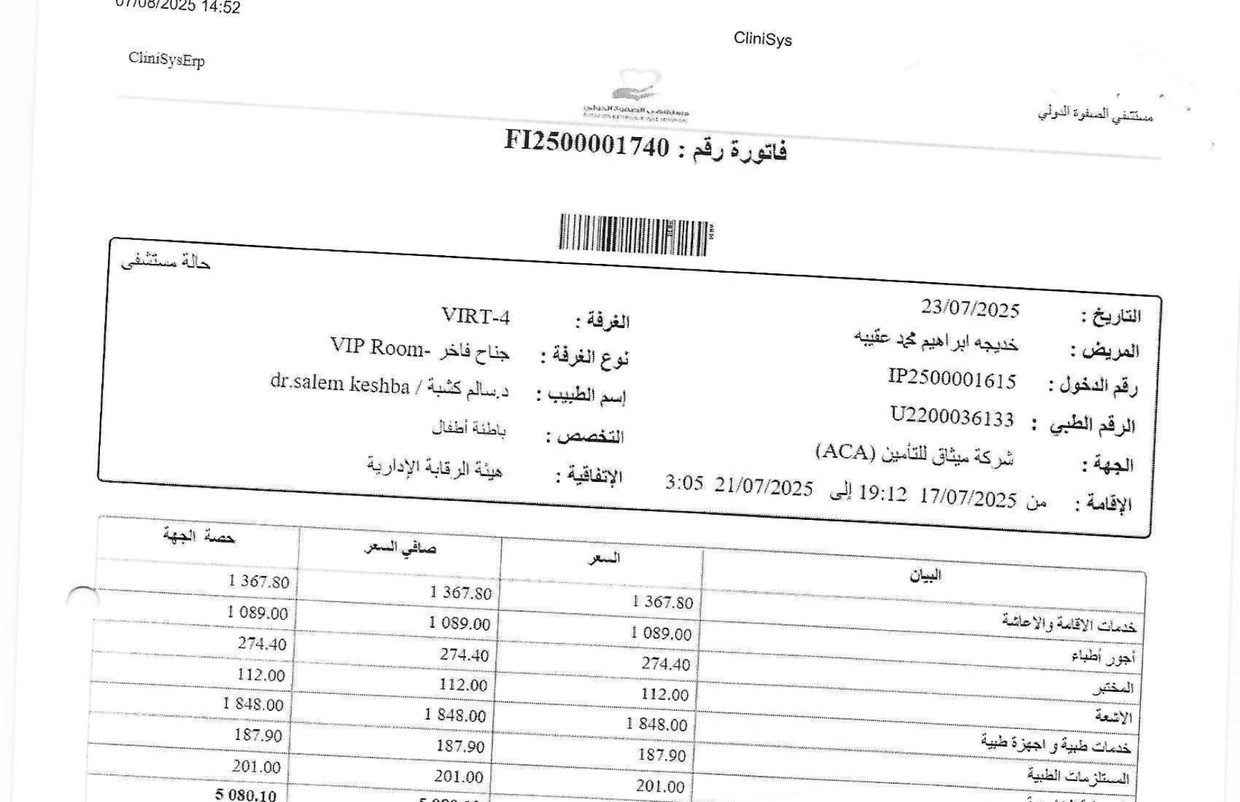 07/08/2025 14:52
CliniSys
CliniSysErp
مستشفي الصفوة الدولي
مستشفى الصفوة الدولي
فاتورة رقم : FI2500001740
حالة مستشفى
التاريخ : 23/07/2025
الغرفة : VIRT-4
المريض : خديجه ابراهيم محمد عقيبه
نوع الغرفة : جناح فاخر -VIP Room
رقم الدخول : IP2500001615
إسم الطبيب : د.سالم كشبة / dr.salem keshba
الرقم الطبي : U2200036133
التخصص : باطنة أطفال
الجهة : شركة ميثاق للتأمين (ACA)
الإتفاقية : هيئة الرقابة الإدارية
الإقامة : من 17/07/2025 19:12 إلى 21/07/2025 3:05
البيان السعر صافي السعر حصة الجهة
خدمات الاقامة والاعاشة 1 367.80 1 367.80 1 367.80
أجور أطباء 1 089.00 1 089.00 1 089.00
المختبر 274.40 274.40 274.40
الاشعة 112.00 112.00 112.00
خدمات طبية و اجهزة طبية 1 848.00 1 848.00 1 848.00
المستلزمات الطبية 187.90 187.90 187.90
201.00 201.00 201.00
5 080.10